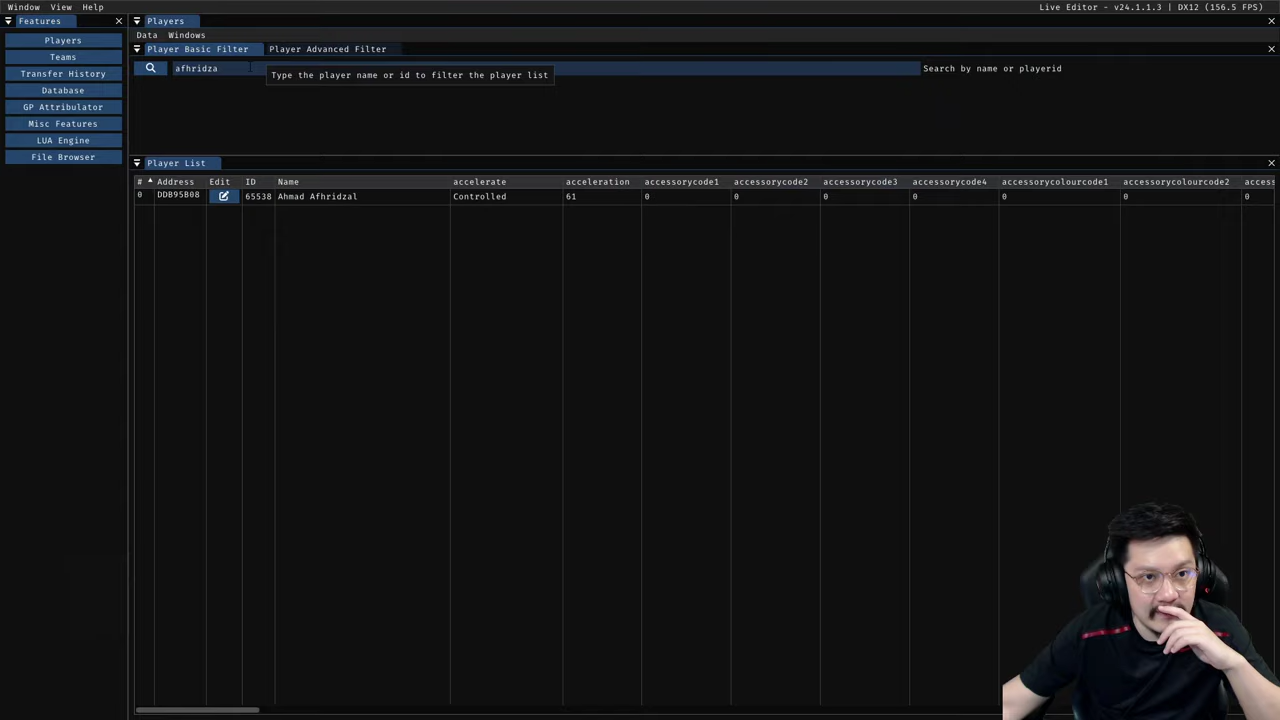 Window View Help Live Editor - v24.1.1.3 | DX12 (156.5 FPS)
Features
Players
Teams
Transfer History
Database
GP Attribulator
Misc Features
LUA Engine
File Browser
Players
Data Windows
Player Basic Filter Player Advanced Filter
afhridza Search by name or playerid
Type the player name or id to filter the player list
Player List
# Address Edit ID Name accelerate acceleration accessorycode1 accessorycode2 accessorycode3 accessorycode4 accessorycolourcode1 accessorycolourcode2 access
0 DDB95B08 65538 Ahmad Afhridzal Controlled 61 0 0 0 0 0 0 0